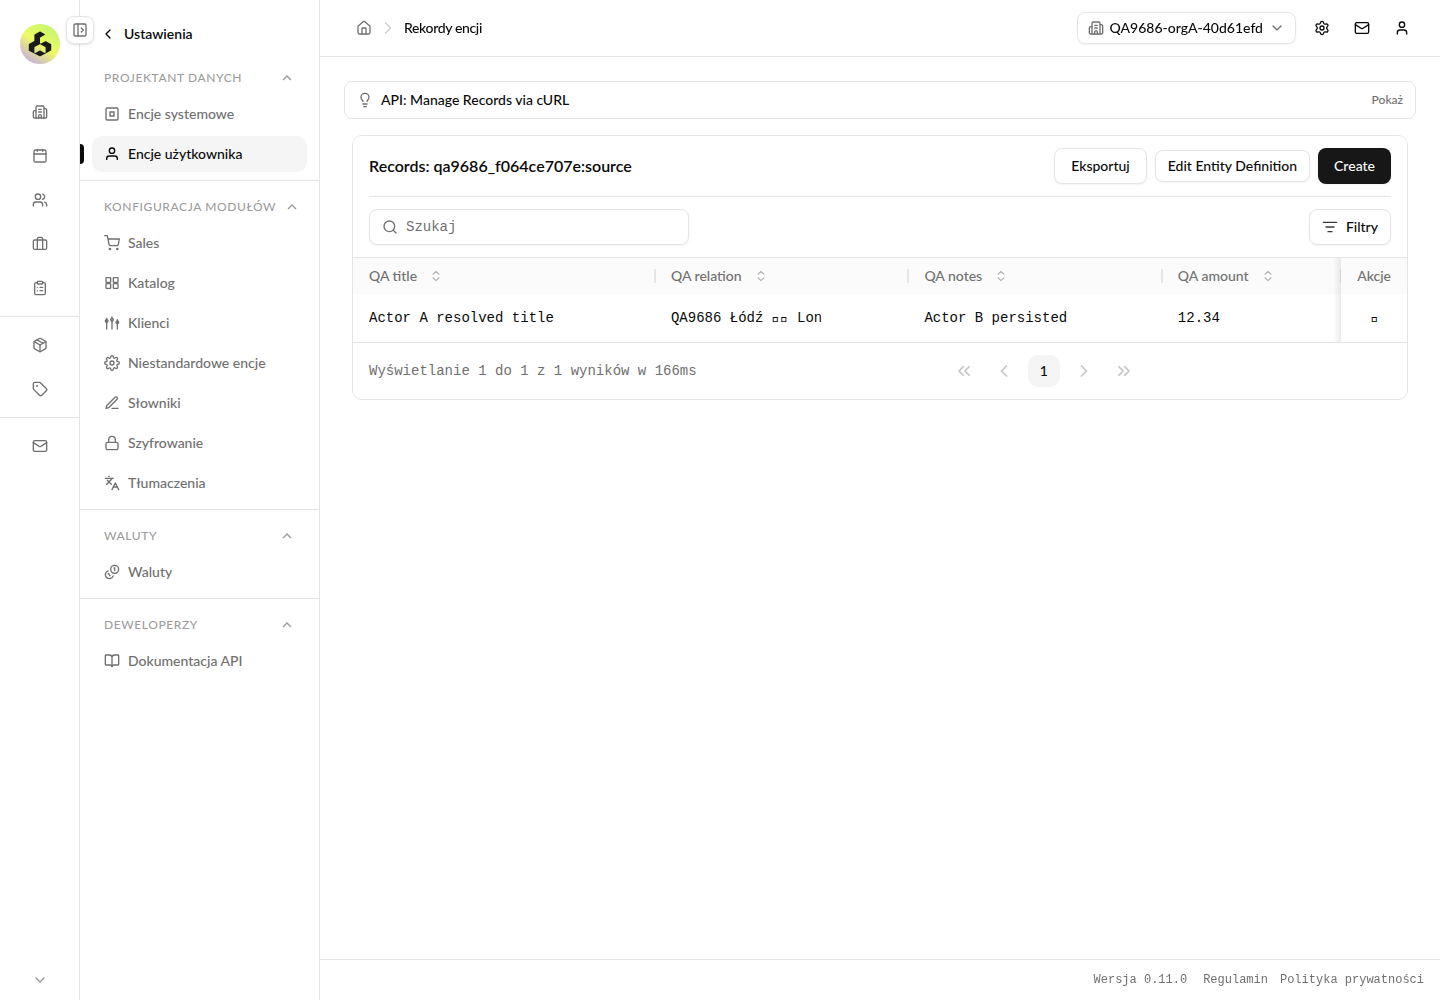 Ustawienia
PROJEKTANT DANYCH
Encje systemowe
Encje użytkownika
KONFIGURACJA MODUŁÓW
Sales
Katalog
Klienci
Niestandardowe encje
Słowniki
Szyfrowanie
Tłumaczenia
WALUTY
Waluty
DEWELOPERZY
Dokumentacja API
Rekordy encji
QA9686-orgA-40d61efd
API: Manage Records via cURL
Pokaż
Records: qa9686_f064ce707e:source
Eksportuj
Edit Entity Definition
Create
Szukaj
Filtry
QA title QA relation QA notes QA amount Akcje
Actor A resolved title QA9686 Łódź Lon Actor B persisted 12.34
Wyświetlanie 1 do 1 z 1 wyników w 166ms
1
Wersja 0.11.0 Regulamin Polityka prywatności